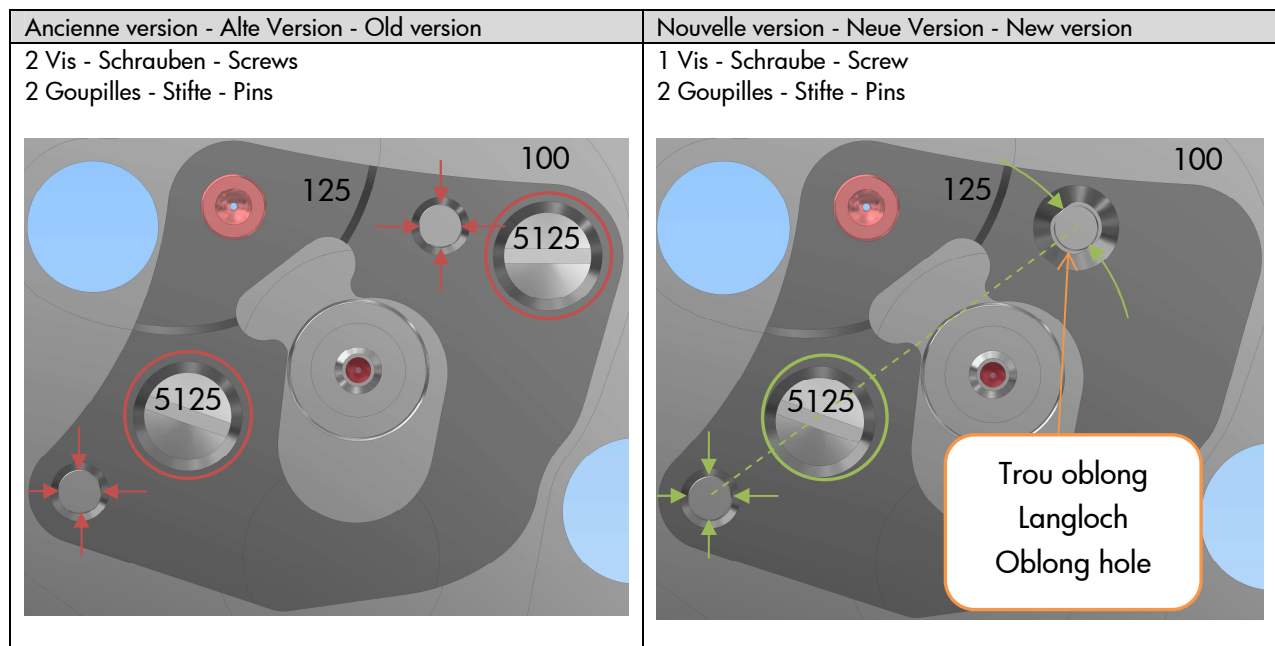 Ancienne version - Alte Version - Old version
2 Vis - Schrauben - Screws
2 Goupilles - Stifte - Pins
100
125
5125
5125
Nouvelle version - Neue Version - New version
1 Vis - Schraube - Screw
2 Goupilles - Stifte - Pins
100
125
5125
Trou oblong
Langloch
Oblong hole